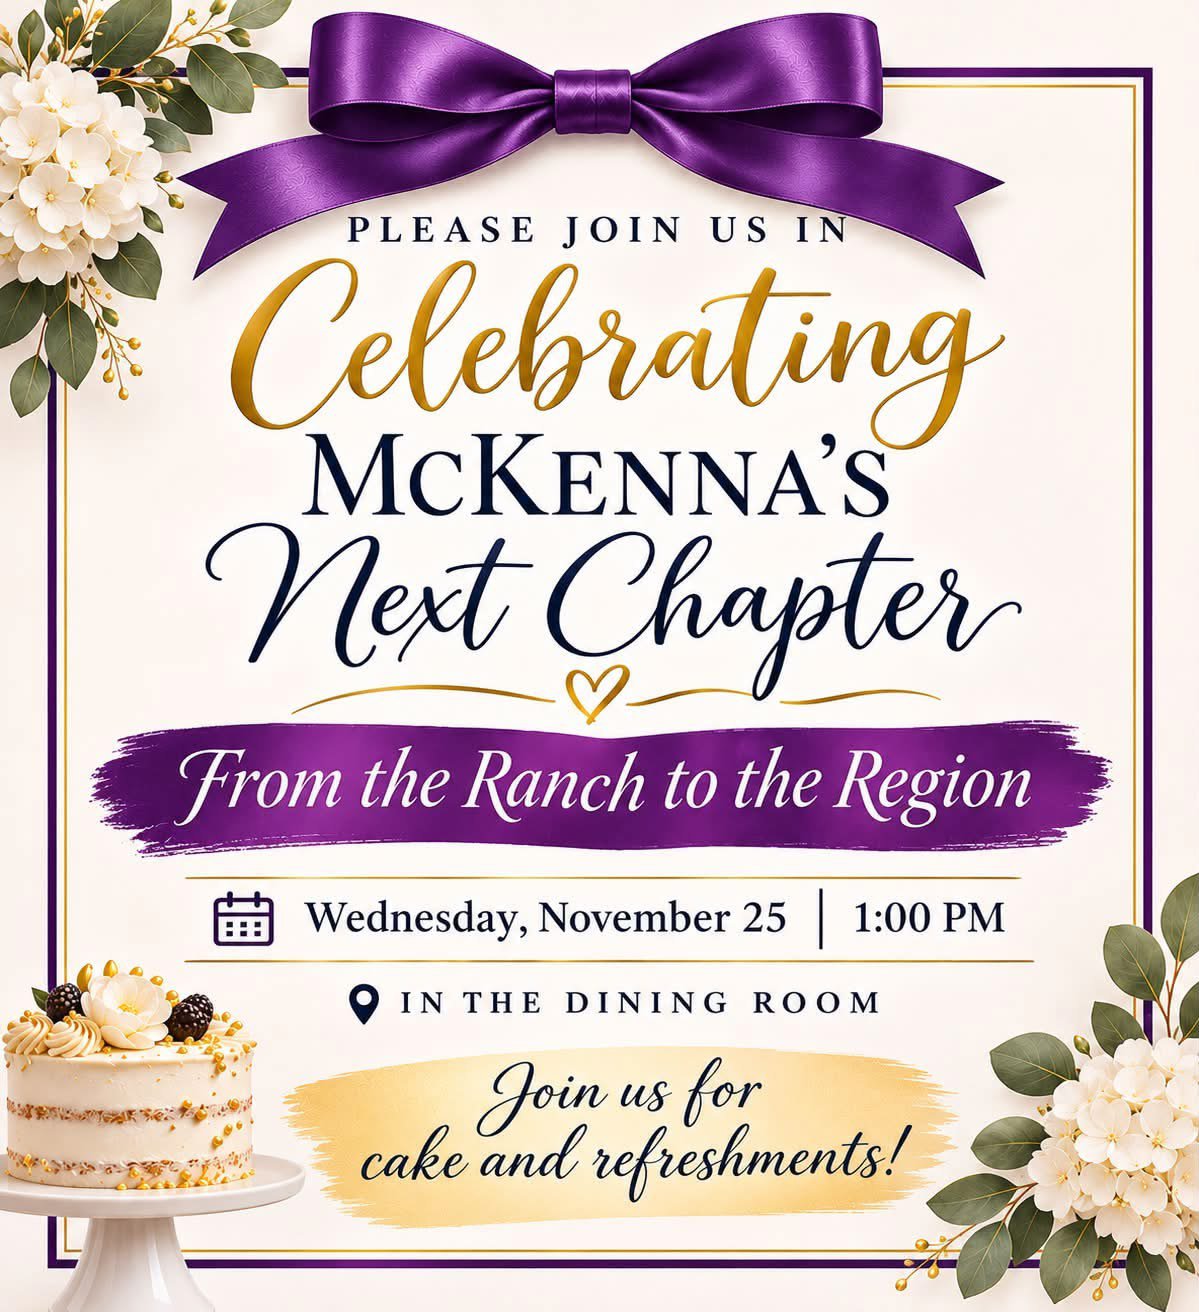 PLEASE JOIN US IN
Celebrating
McKENNA'S
Next Chapter
From the Ranch to the Region
Wednesday, November 25 | 1:00 PM
IN THE DINING ROOM
Join us for
cake and refreshments!